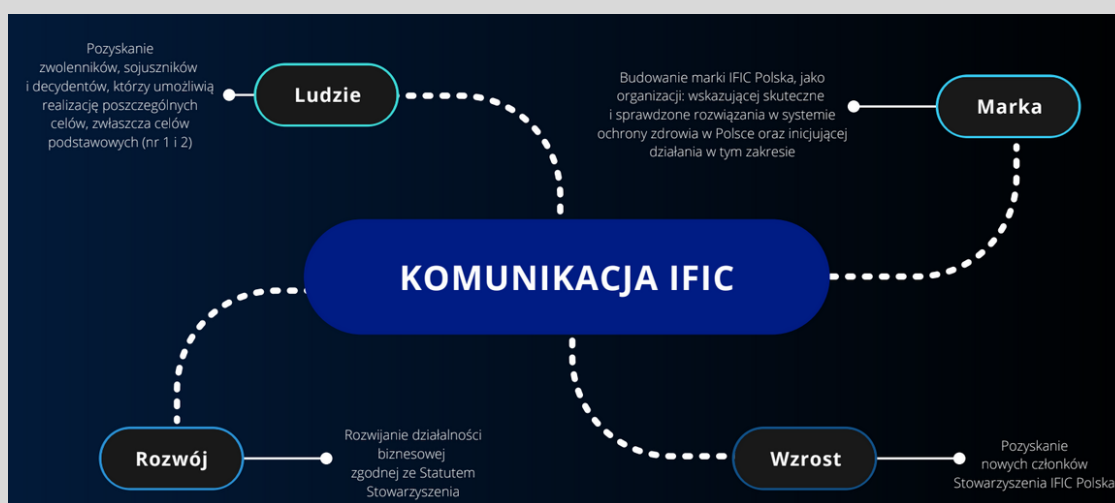 Pozyskanie
zwolenników, sojuszników
i decydentów, którzy umożliwią
realizację poszczególnych
celów, zwłaszcza celów
podstawowych (nr 1 i 2)
Ludzie
Budowanie marki IFIC Polska, jako
organizacji: wskazującej skuteczne
i sprawdzone rozwiązania w systemie
ochrony zdrowia w Polsce oraz inicjującej
działania w tym zakresie
Marka
KOMUNIKACJA IFIC
Rozwój
Rozwijanie działalności
biznesowej
zgodnej ze Statutem
Stowarzyszenia
Wzrost
Pozyskanie
nowych członków
Stowarzyszenia IFIC Polska